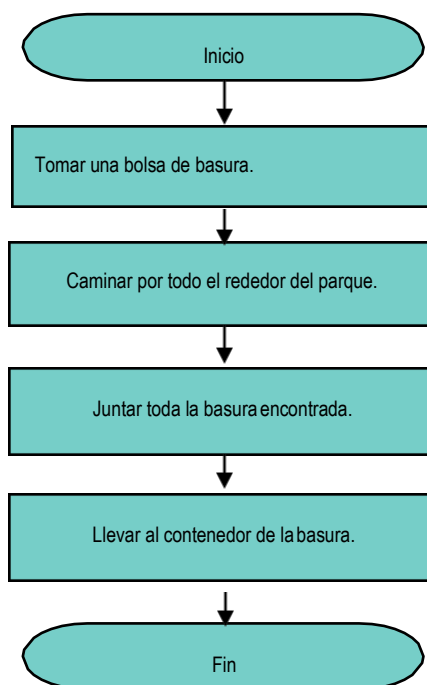 Inicio
Tomar una bolsa de basura.
Caminar por todo el rededor del parque.
Juntar toda la basura encontrada.
Llevar al contenedor de la basura.
Fin